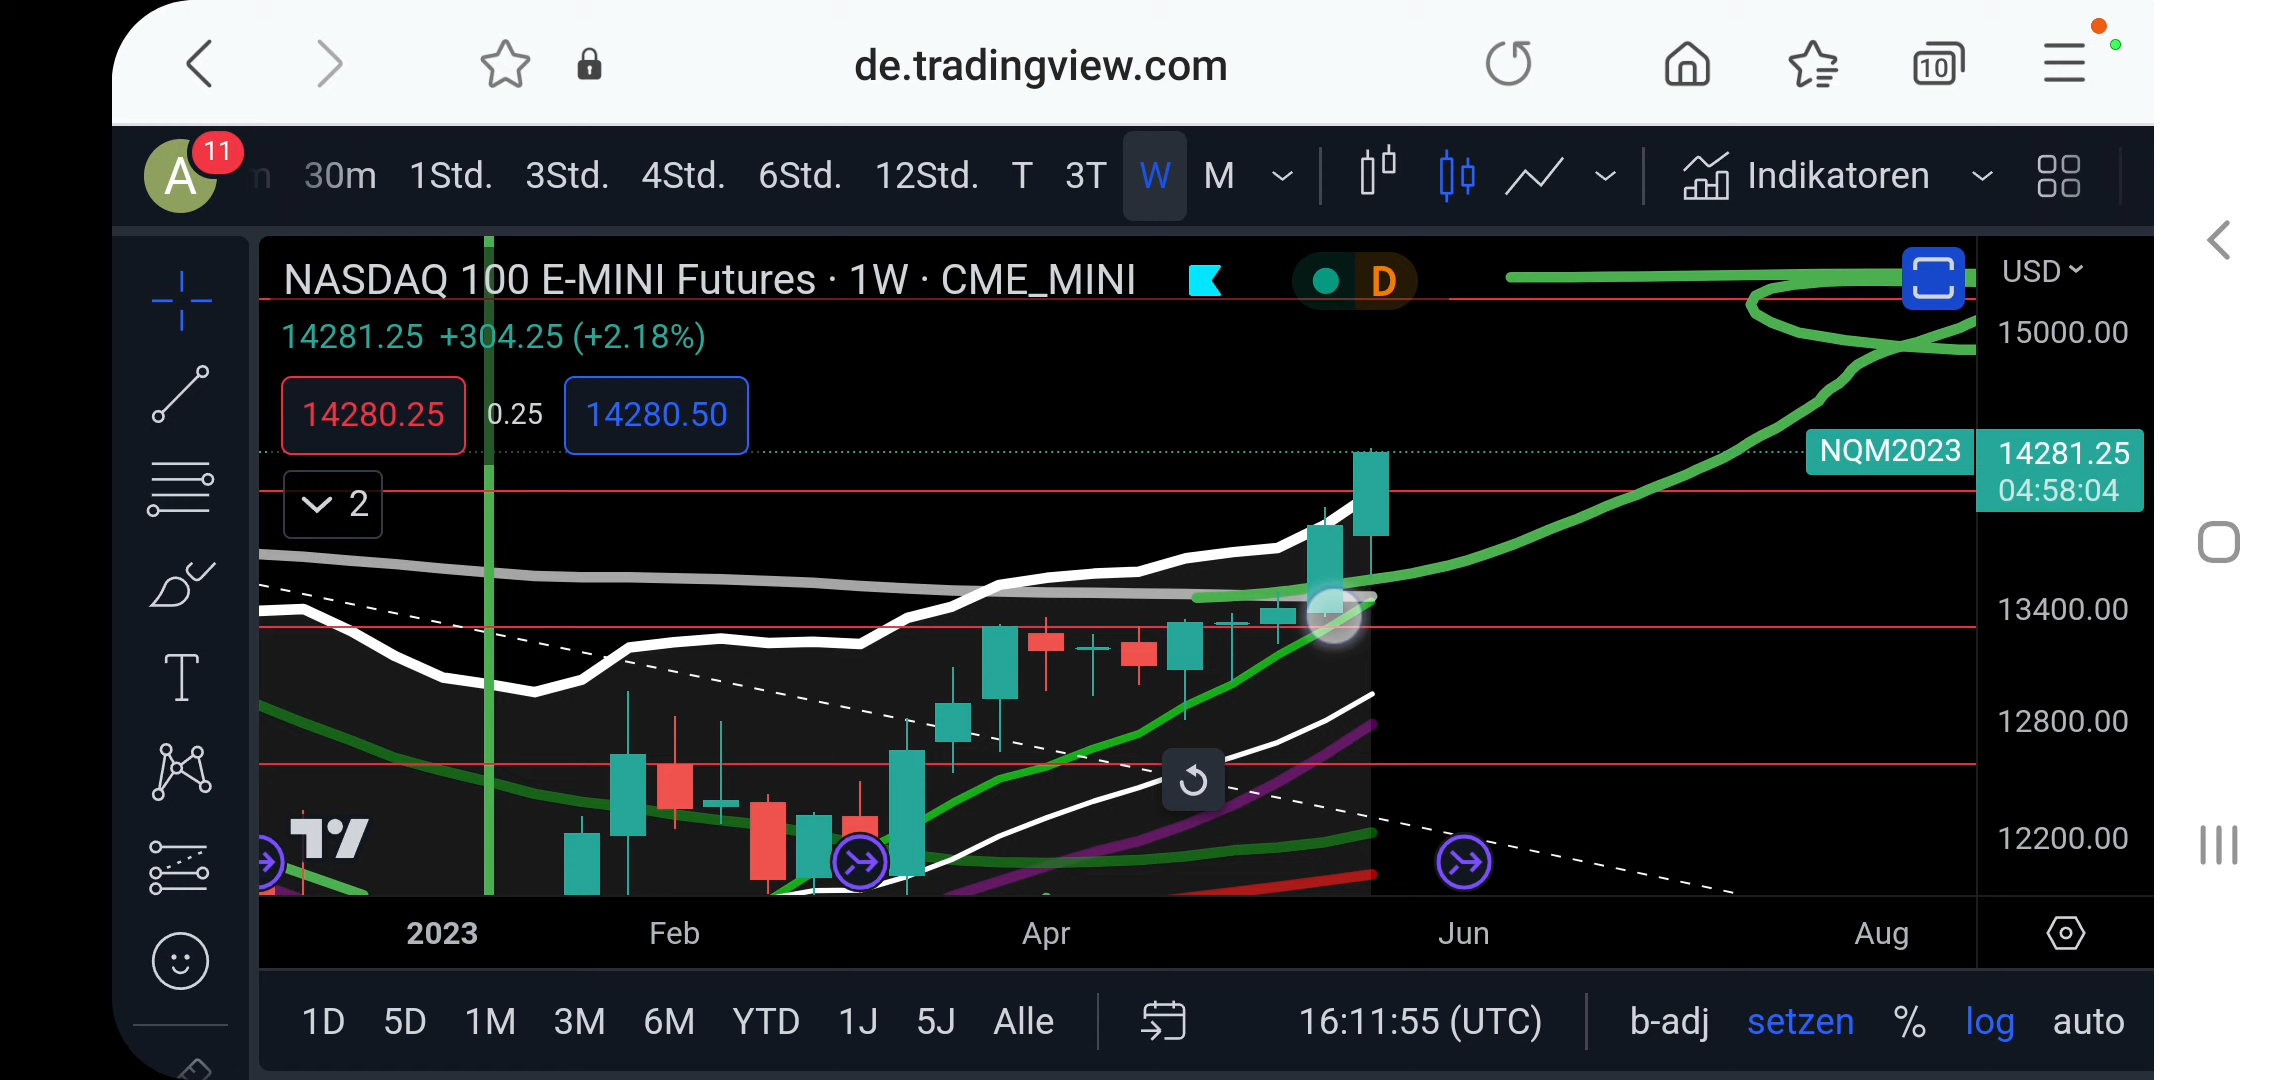 de.tradingview.com
10
A
11
30m 1Std. 3Std. 4Std. 6Std. 12Std. T 3T W M Indikatoren
NASDAQ 100 E-MINI Futures · 1W · CME_MINI
D
USD
14281.25 +304.25 (+2.18%)
15000.00
14280.25 0.25 14280.50
NQM2023 14281.25
04:58:04
2
13400.00
12800.00
12200.00
T
2023 Feb Apr Jun Aug
1D 5D 1M 3M 6M YTD 1J 5J Alle 16:11:55 (UTC) b-adj setzen % log auto